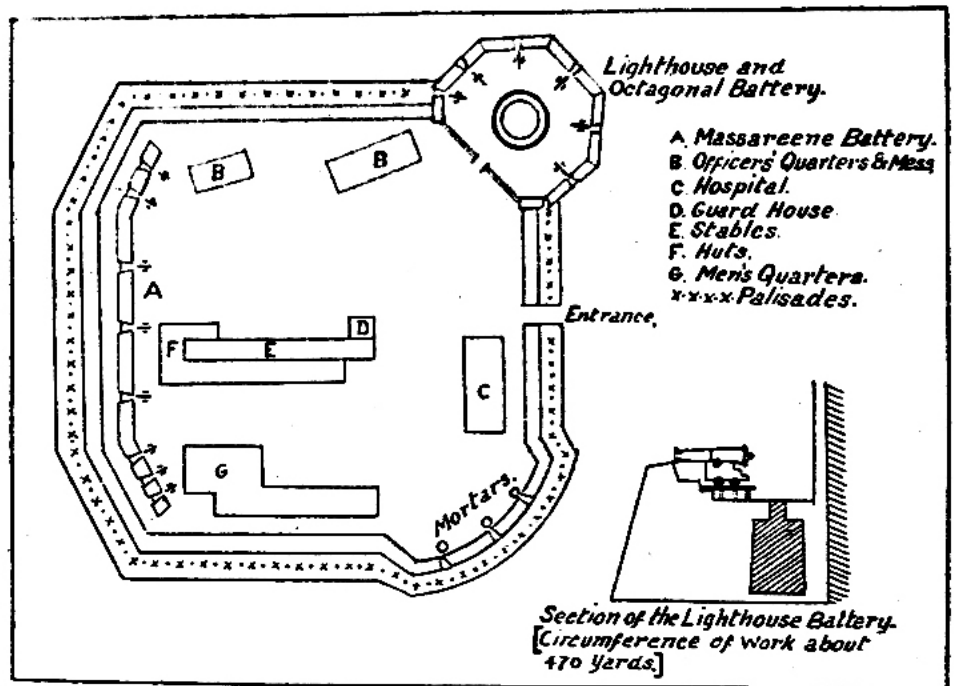 Lighthouse and
Octagonal Battery.
A. Massareene Battery.
B. Officers' Quarters & Mess
C. Hospital.
D. Guard House
E. Stables.
F. Huts.
G. Men's Quarters.
x·x·x·x· Palisades.
B
B
A
Entrance.
D
F
E
C
G
Mortars.
Section of the Lighthouse Battery.
[Circumference of work about
470 Yards.]